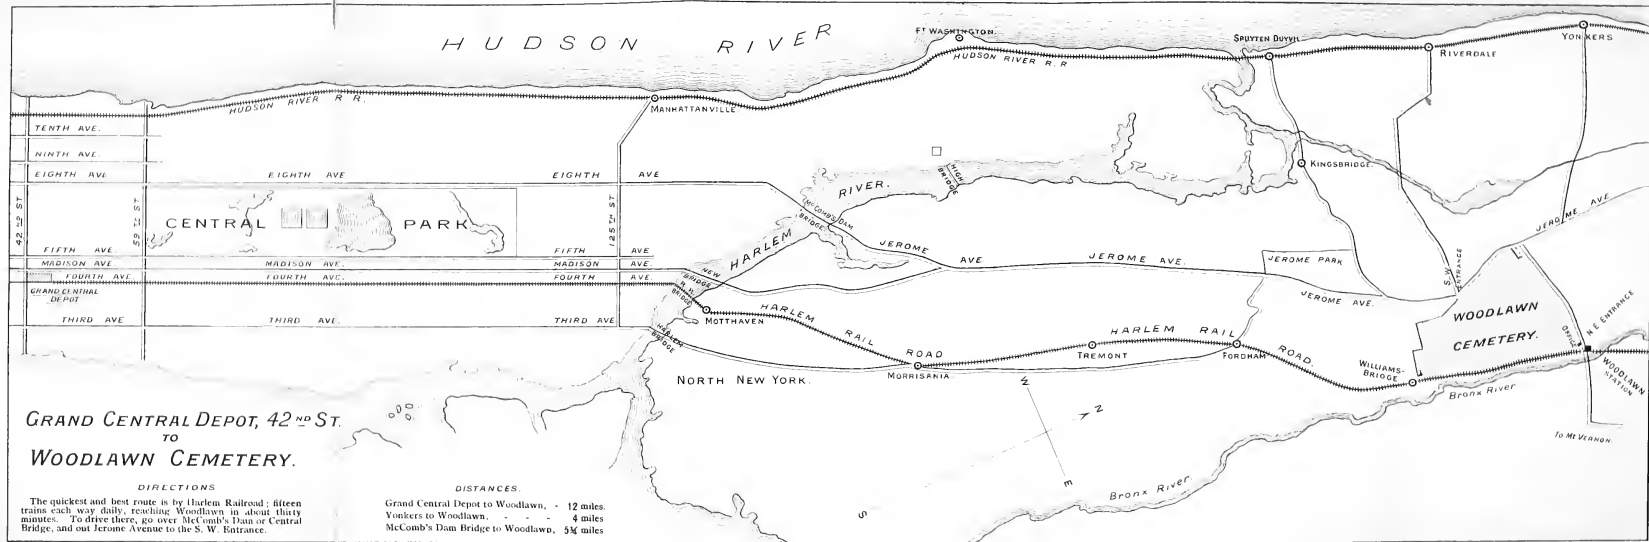 HUDSON RIVER
FT WASHINGTON.
SPUYTEN DUYVIL
RIVERDALE
YONKERS
HUDSON RIVER R.R
HUDSON RIVER R.R.
MANHATTANVILLE
TENTH AVE.
NINTH AVE.
EIGHTH AVE
EIGHTH AVE
EIGHTH AVE
42ND ST
59TH ST
125TH ST
CENTRAL PARK
HIGH BRIDGE
KINGSBRIDGE.
HARLEM RIVER.
McCOMB'S DAM BRIDGE
JEROME AVE
JEROME AVE.
JEROME PARK
JEROME AVE.
JEROME AVE
S.W. ENTRANCE
FIFTH AVE.
FIFTH AVE
MADISON AVE.
MADISON AVE.
MADISON AVE.
FOURTH AVE.
FOURTH AVE.
FOURTH AVE.
GRAND CENTRAL
DEPOT
THIRD AVE
THIRD AVE.
THIRD AVE
NEW BRIDGE
R.R. BRIDGE
HARLEM BRIDGE
MOTTHAVEN
HARLEM RAIL ROAD
MORRISANIA
TREMONT
HARLEM RAIL ROAD.
FORDHAM
WILLIAMS-
BRIDGE
WOODLAWN
CEMETERY.
OFFICE
N E ENTRANCE
WOODLAWN
STATION
Bronx River
NORTH NEW YORK.
W
N
E
S
Bronx River
TO MT VERNON.
GRAND CENTRAL DEPOT, 42ND ST.
TO
WOODLAWN CEMETERY.
DIRECTIONS
The quickest and best route is by Harlem Railroad; fifteen
trains each way daily, reaching Woodlawn in about thirty
minutes. To drive there, go over McComb's Dam or Central
Bridge, and out Jerome Avenue to the S. W. Entrance.
DISTANCES.
Grand Central Depot to Woodlawn, - 12 miles.
Yonkers to Woodlawn, - - - 4 miles
McComb's Dam Bridge to Woodlawn, 5¾ miles